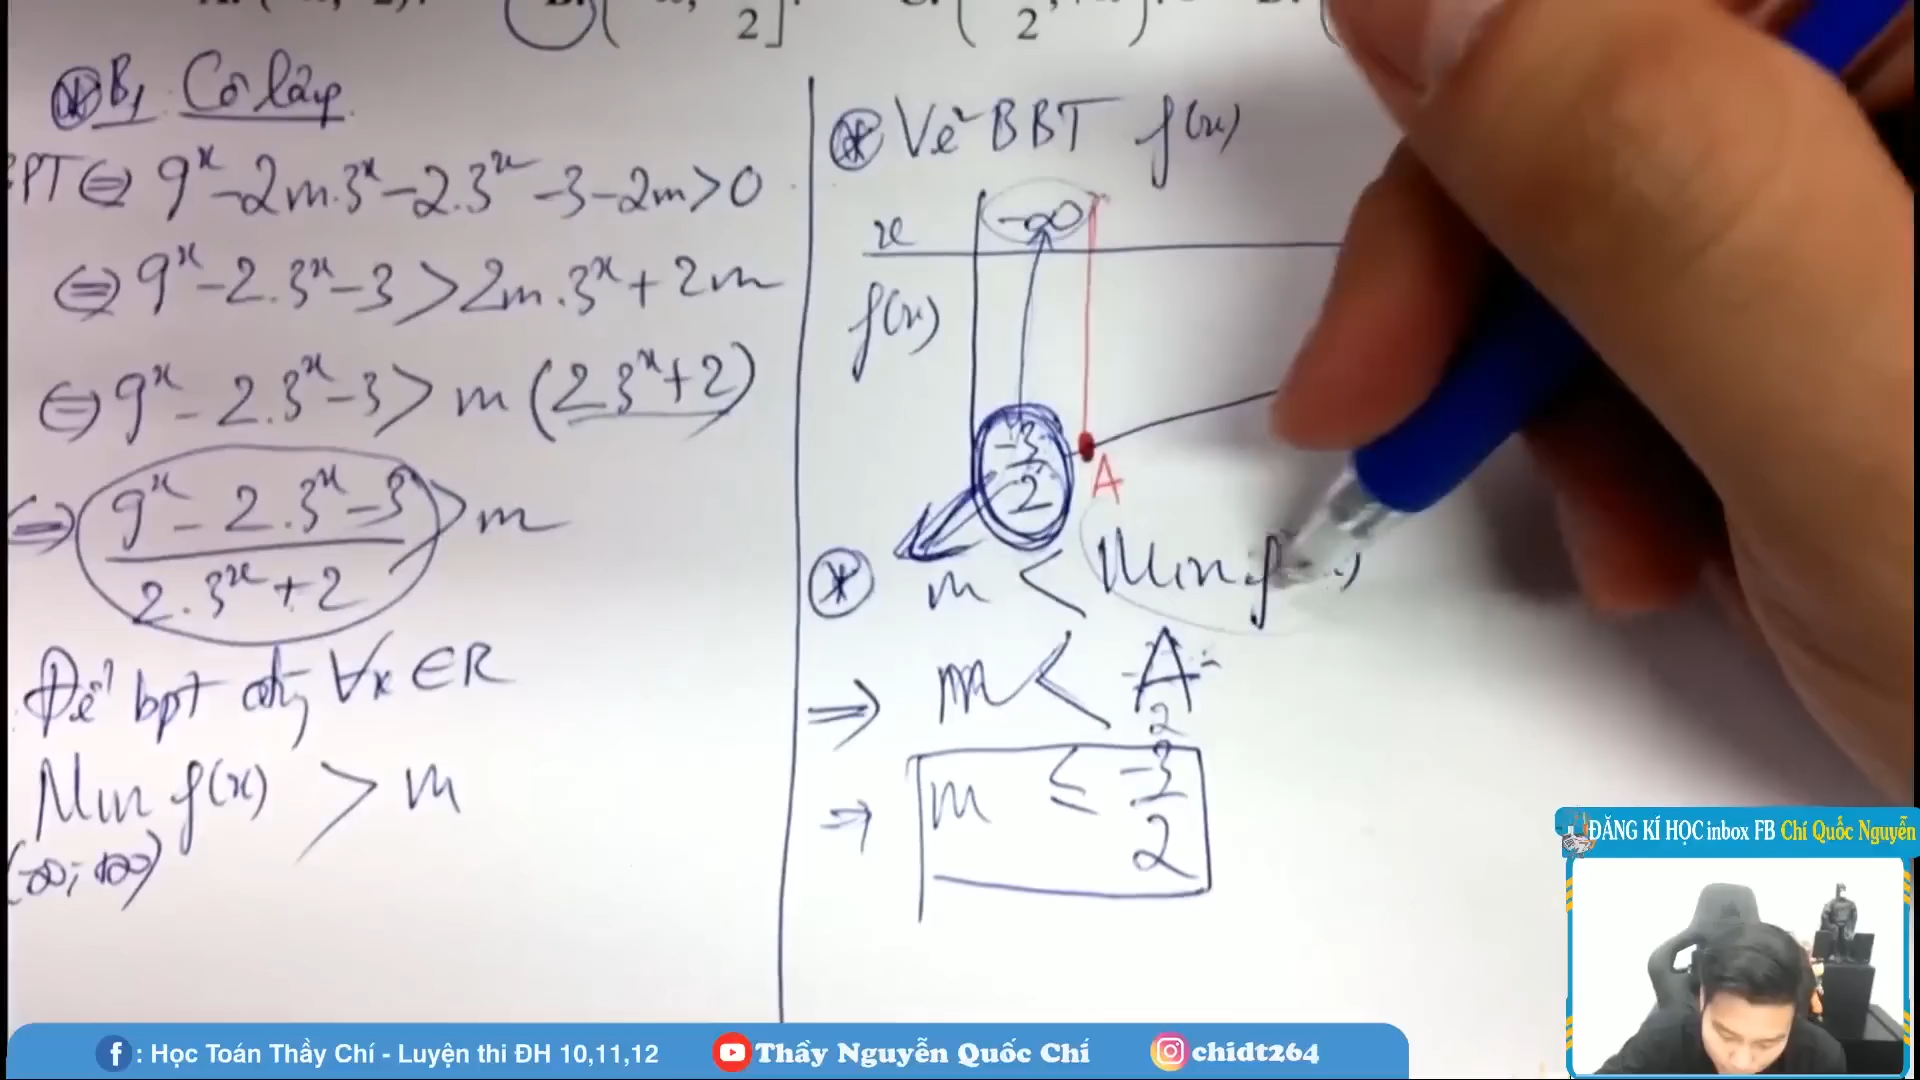 B. ( 2 ]
( 2 , )
⊛ B1 Cô lập
BPT ⇔ 9^x - 2m.3^x - 2.3^x - 3 - 2m > 0
⇔ 9^x - 2.3^x - 3 > 2m.3^x + 2m
⇔ 9^x - 2.3^x - 3 > m (2.3^x + 2)
⇔ (9^x - 2.3^x - 3) / (2.3^x + 2) > m
Để bpt đúng ∀x ∈ R
Min f(x) > m
(-∞; +∞)
⊛ Vẽ BBT f(x)
x -∞
f(x)
-3/2
A
⊛ m < Min f
⇒ m < A
2
⇒ m ≤ -3/2
ĐĂNG KÍ HỌC inbox FB Chí Quốc Nguyễn
f : Học Toán Thầy Chí - Luyện thi ĐH 10,11,12
Thầy Nguyễn Quốc Chí
chidt264